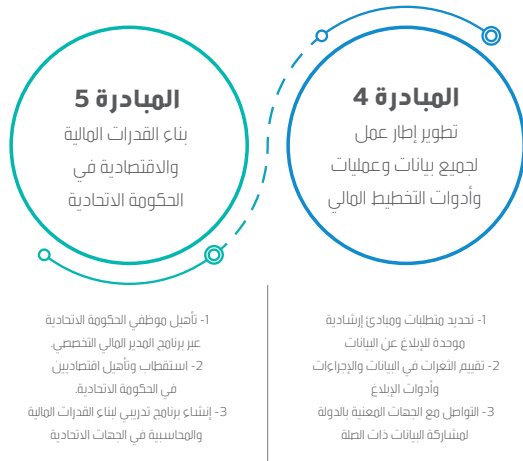 المبادرة 4
تطوير إطار عمل
لجميع بيانات وعمليات
وأدوات التخطيط المالي
المبادرة 5
بناء القدرات المالية
والاقتصادية في
الحكومة الاتحادية
1- تحديد متطلبات ومبادئ إرشادية
موحدة للإبلاغ عن البيانات
2- تقييم الثغرات في البيانات والإجراءات
وأدوات الإبلاغ
3- التواصل مع الجهات المعنية بالدولة
لمشاركة البيانات ذات الصلة
1- تأهيل موظفي الحكومة الاتحادية
عبر برنامج المدير المالي التخصصي.
2- استقطاب وتأهيل اقتصاديين
في الحكومة الاتحادية.
3- إنشاء برنامج تدريبي لبناء القدرات المالية
والمحاسبية في الجهات الاتحادية